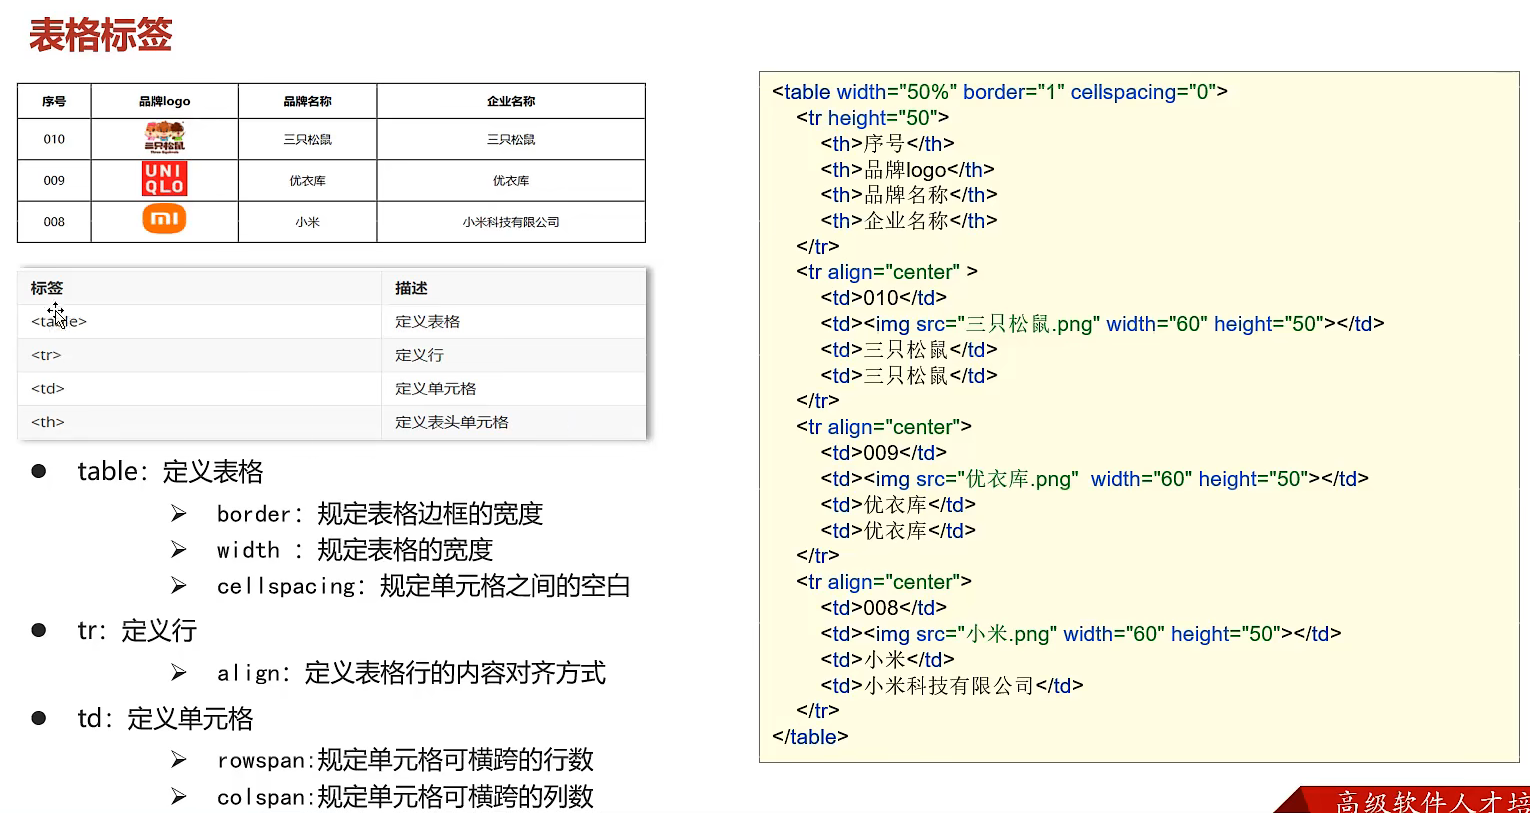 表格标签
序号 品牌logo 品牌名称 企业名称
010 三只松鼠 三只松鼠 三只松鼠
009 UNI QLO 优衣库 优衣库
008 mi 小米 小米科技有限公司
标签 描述
<table> 定义表格
<tr> 定义行
<td> 定义单元格
<th> 定义表头单元格
● table：定义表格
➢ border：规定表格边框的宽度
➢ width ：规定表格的宽度
➢ cellspacing：规定单元格之间的空白
● tr：定义行
➢ align：定义表格行的内容对齐方式
● td：定义单元格
➢ rowspan:规定单元格可横跨的行数
➢ colspan:规定单元格可横跨的列数
<table width="50%" border="1" cellspacing="0">
<tr height="50">
<th>序号</th>
<th>品牌logo</th>
<th>品牌名称</th>
<th>企业名称</th>
</tr>
<tr align="center" >
<td>010</td>
<td><img src="三只松鼠.png" width="60" height="50"></td>
<td>三只松鼠</td>
<td>三只松鼠</td>
</tr>
<tr align="center">
<td>009</td>
<td><img src="优衣库.png"  width="60" height="50"></td>
<td>优衣库</td>
<td>优衣库</td>
</tr>
<tr align="center">
<td>008</td>
<td><img src="小米.png" width="60" height="50"></td>
<td>小米</td>
<td>小米科技有限公司</td>
</tr>
</table>
高级软件人才培